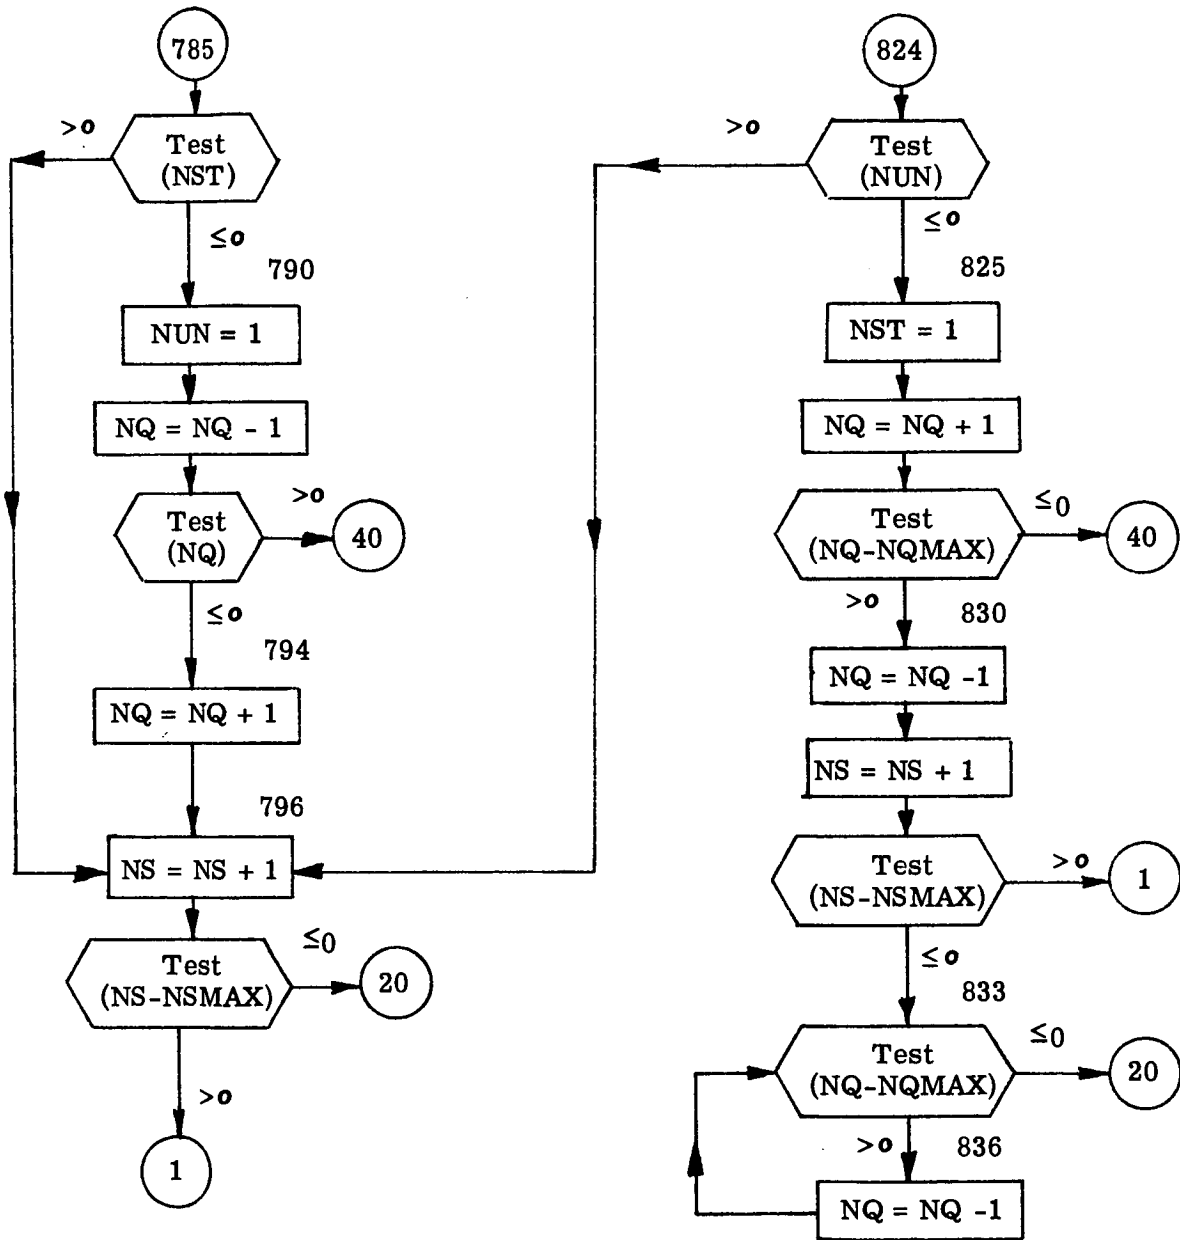 785
>0
Test
(NST)
≤0
790
NUN = 1
NQ = NQ - 1
>0
Test
(NQ)
40
≤0
794
NQ = NQ + 1
796
NS = NS + 1
≤0
Test
(NS-NSMAX)
20
>0
1
824
>0
Test
(NUN)
≤0
825
NST = 1
NQ = NQ + 1
≤0
Test
(NQ-NQMAX)
40
>0
830
NQ = NQ -1
NS = NS + 1
Test
(NS-NSMAX)
>0
1
≤0
833
≤0
Test
(NQ-NQMAX)
20
>0
836
NQ = NQ -1